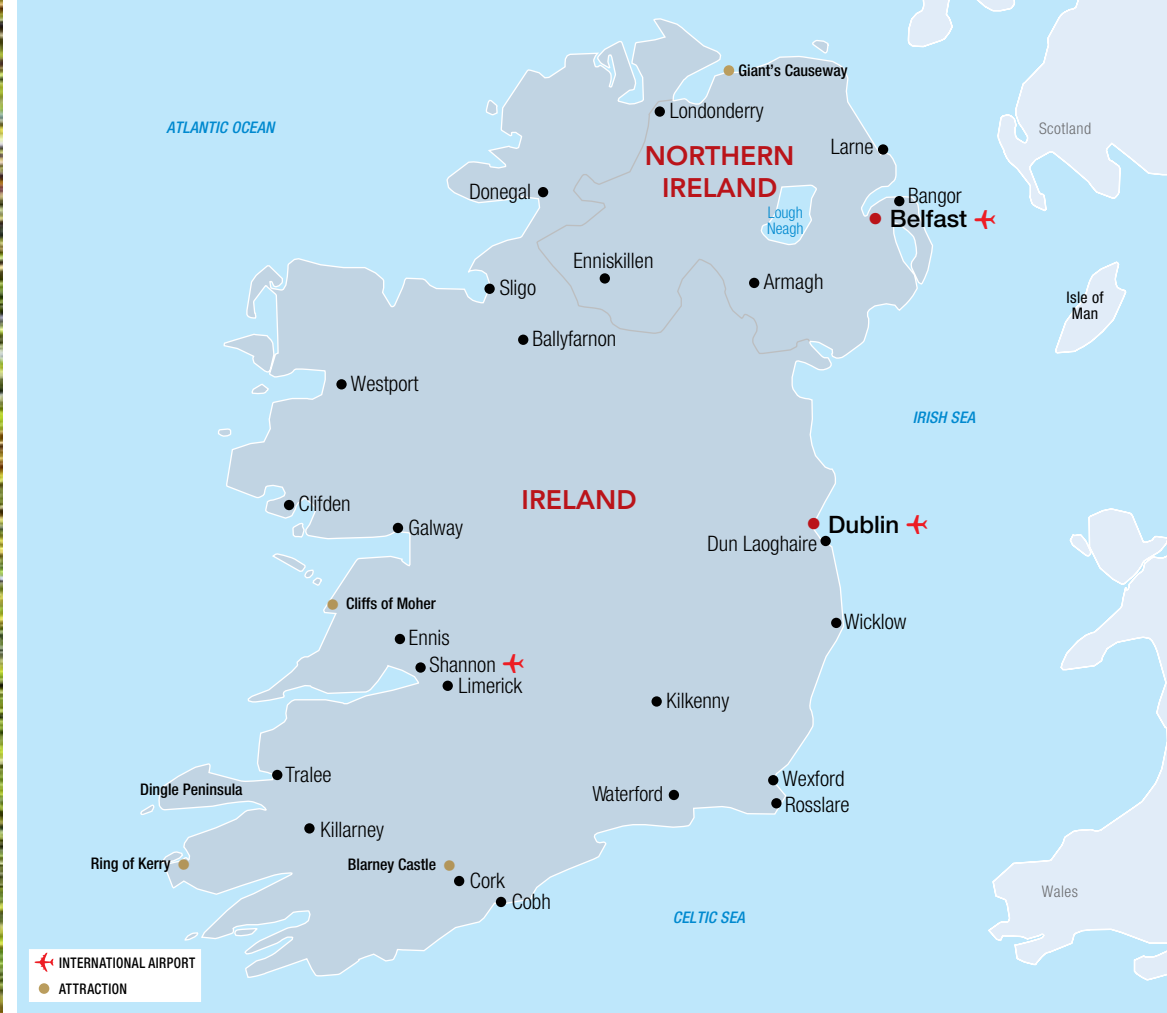 Giant's Causeway
Londonderry
ATLANTIC OCEAN
Scotland
Larne
NORTHERN
IRELAND
Donegal
Bangor
Lough
Neagh
Belfast
Enniskillen
Armagh
Sligo
Isle of
Man
Ballyfarnon
Westport
IRISH SEA
IRELAND
Clifden
Galway
Dublin
Dun Laoghaire
Cliffs of Moher
Wicklow
Ennis
Shannon
Limerick
Kilkenny
Tralee
Wexford
Dingle Peninsula
Waterford
Rosslare
Killarney
Ring of Kerry
Blarney Castle
Cork
Wales
Cobh
CELTIC SEA
INTERNATIONAL AIRPORT
ATTRACTION